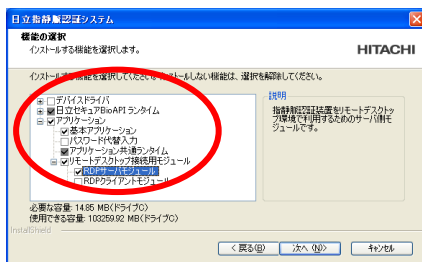 日立指静脈認証システム
機能の選択
インストールする機能を選択します。
HITACHI
インストールする機能を選択してください。インストールしない機能は、選択を解除してください。
デバイスドライバ
日立セキュアBioAPI ランタイム
アプリケーション
基本アプリケーション
パスワード代替入力
アプリケーション共通ランタイム
リモートデスクトップ接続用モジュール
RDPサーバモジュール
RDPクライアントモジュール
説明
指静脈認証装置をリモートデスクトッ
プ環境で利用するためのサーバ側モ
ジュールです。
必要な容量: 14.85 MB(ドライブC)
使用できる容量: 103259.92 MB(ドライブC)
InstallShield
< 戻る(B)
次へ (N)>
キャンセル